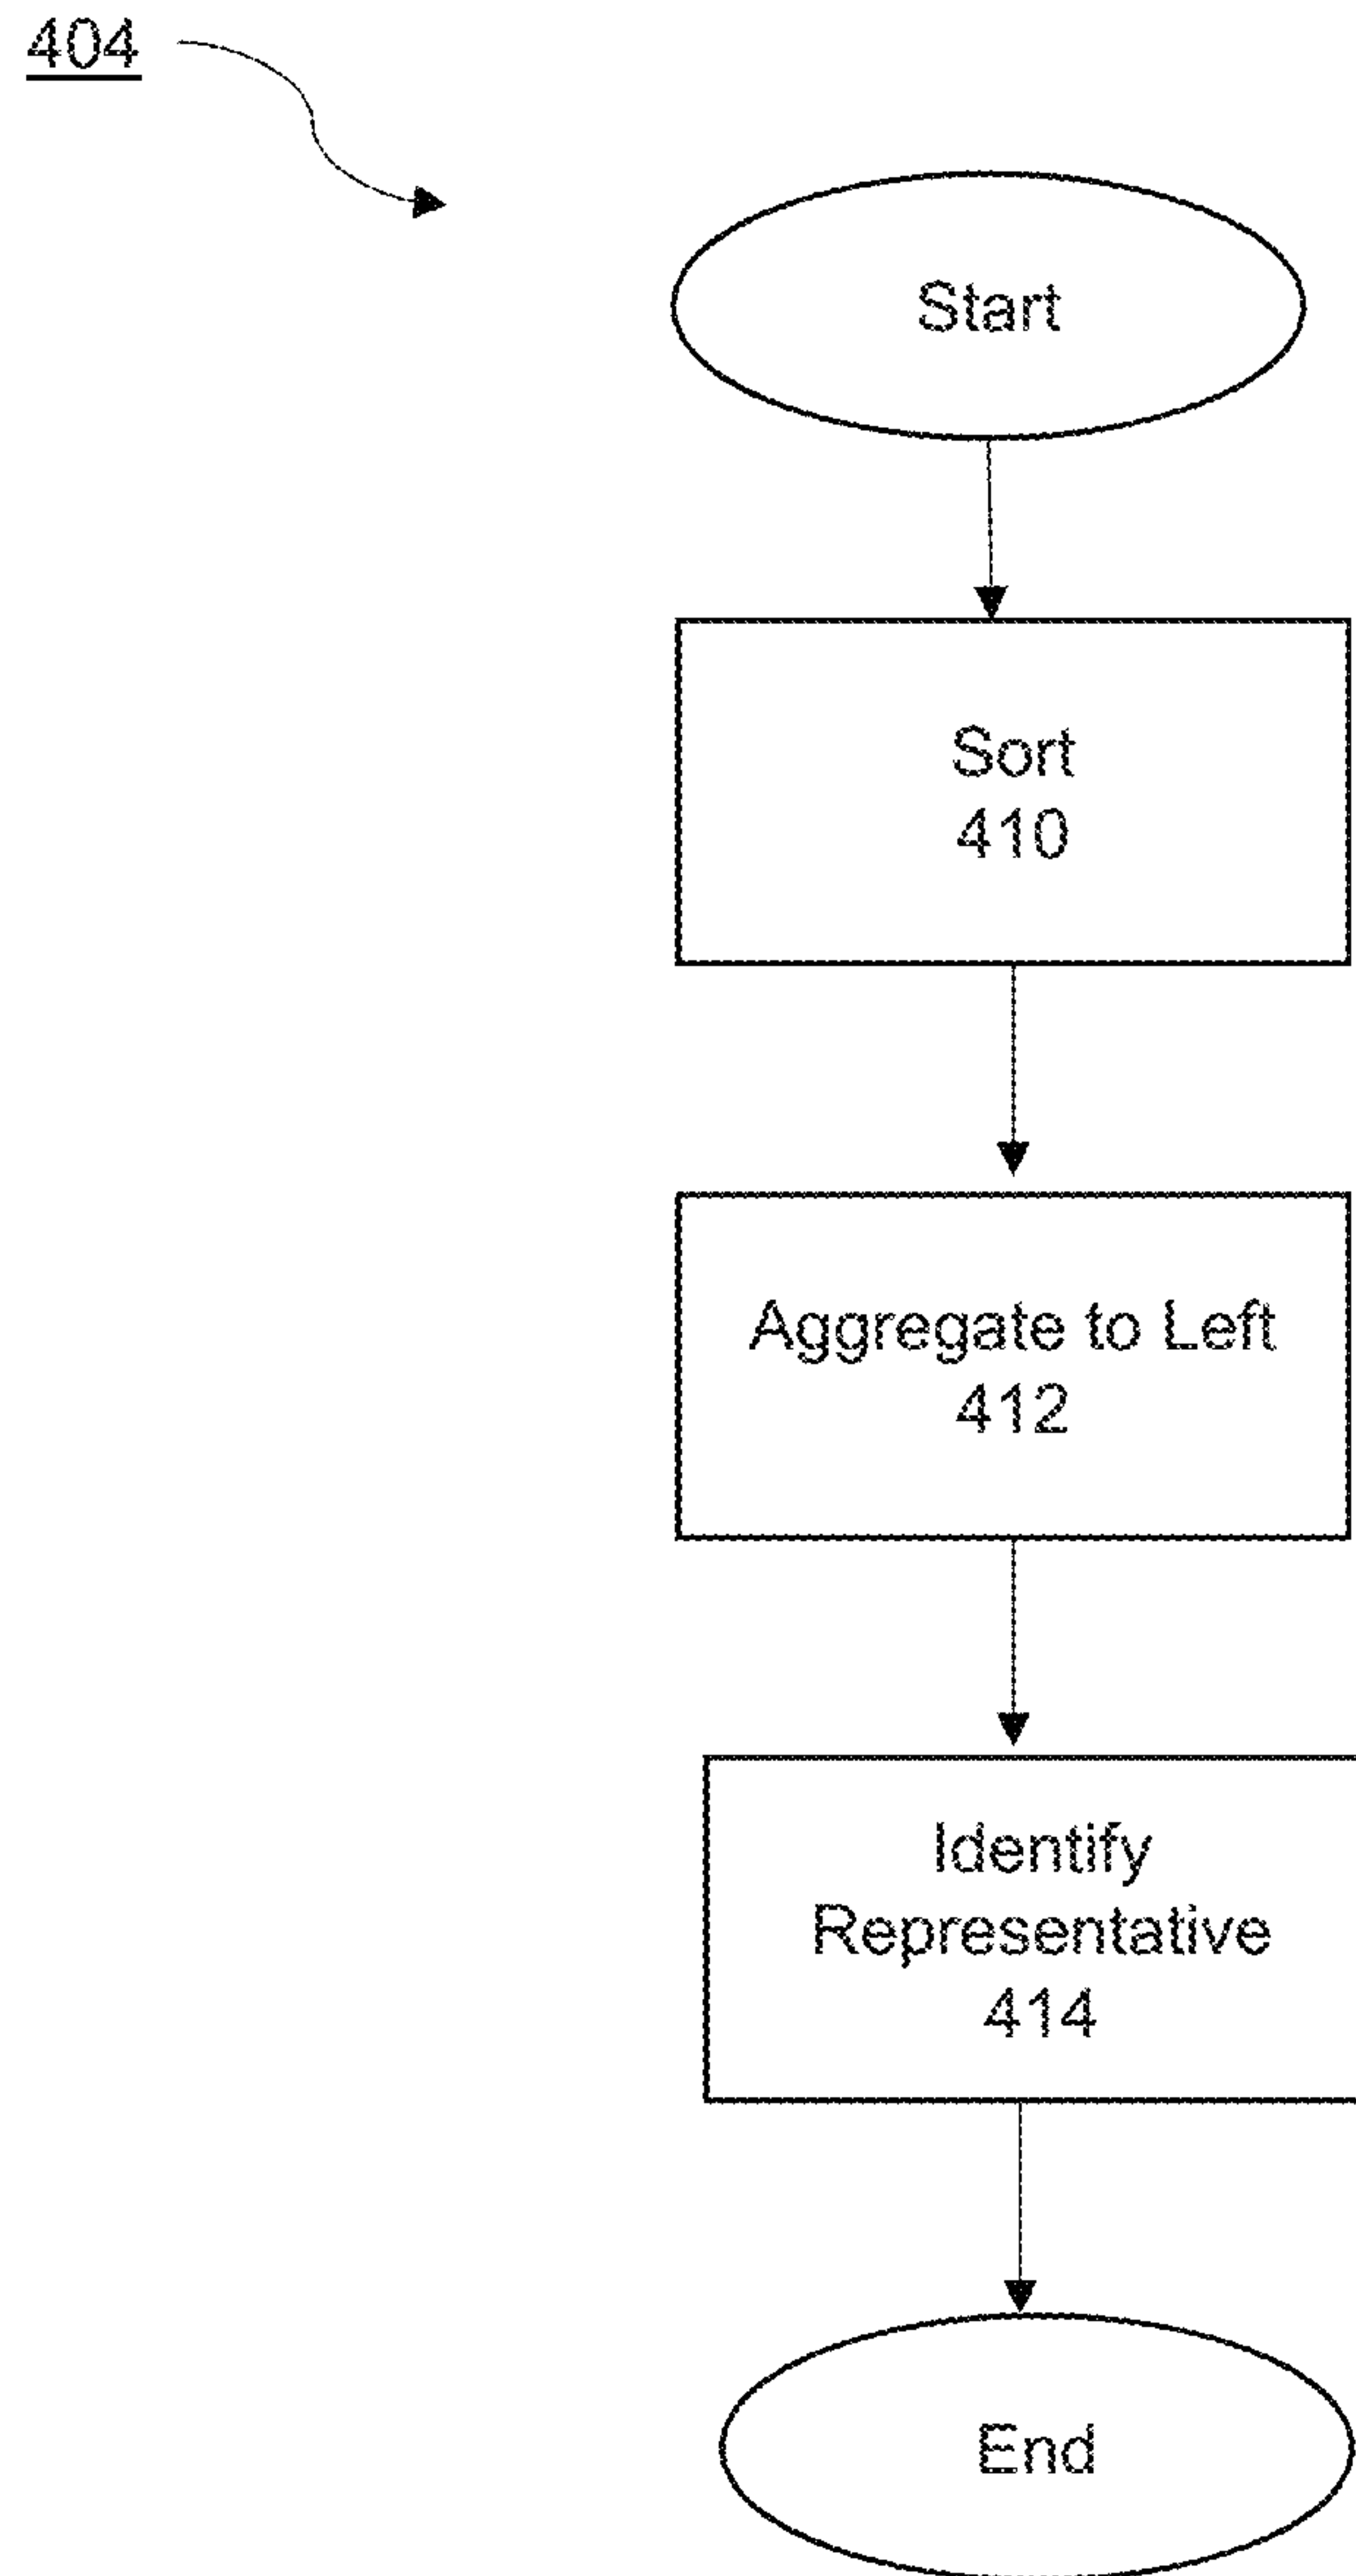 404
Start
Sort
410
Aggregate to Left
412
Identify
Representative
414
End